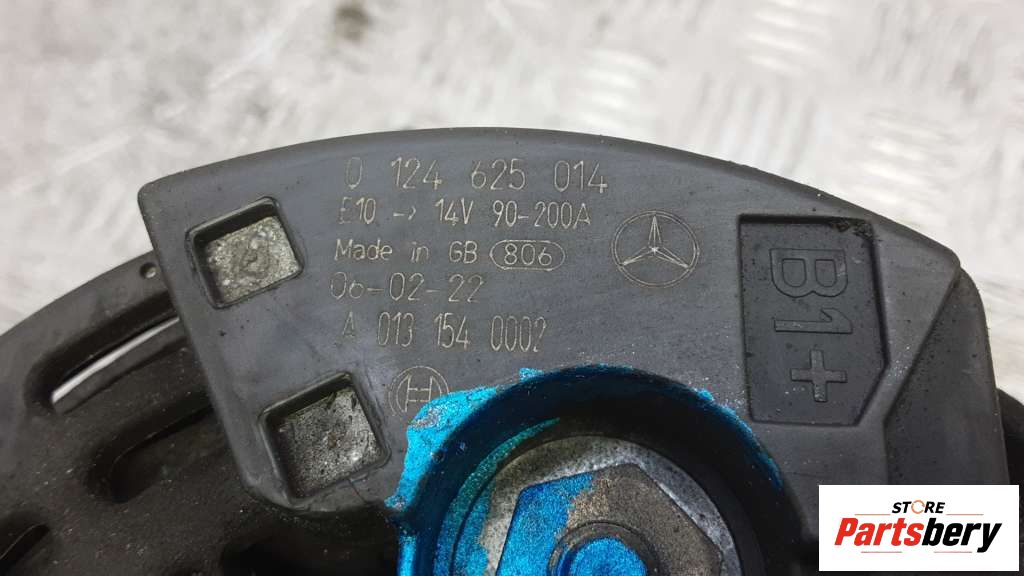 0 124 625 014
E10 -> 14V 90-200A
Made in GB 806
06-02-22
A 013 154 0002
B1+
STORE
Partsbery